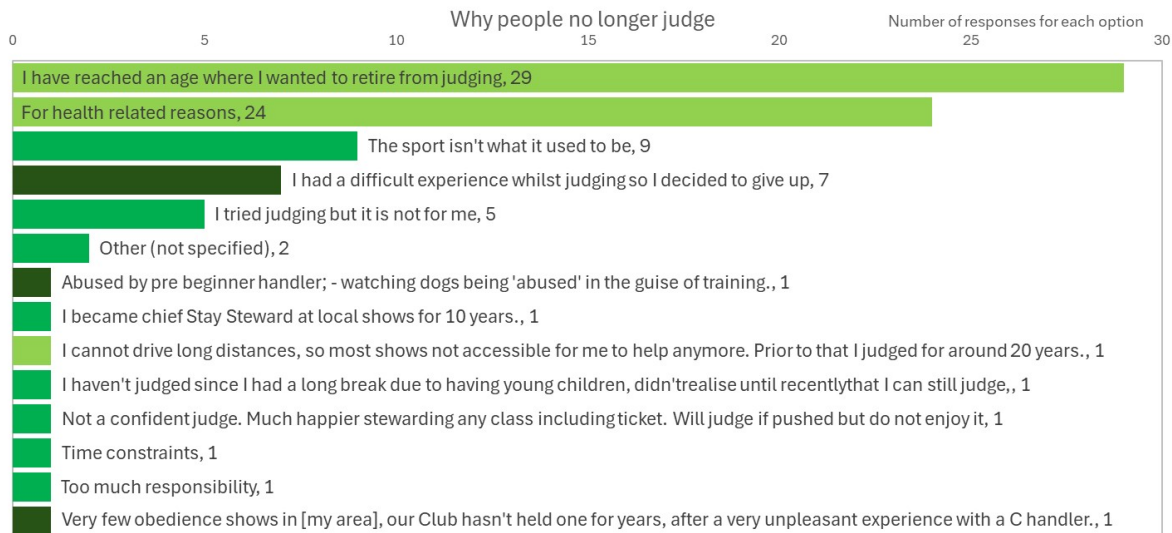 Why people no longer judge
Number of responses for each option
0 5 10 15 20 25 30
I have reached an age where I wanted to retire from judging, 29
For health related reasons, 24
The sport isn't what it used to be, 9
I had a difficult experience whilst judging so I decided to give up, 7
I tried judging but it is not for me, 5
Other (not specified), 2
Abused by pre beginner handler; - watching dogs being 'abused' in the guise of training., 1
I became chief Stay Steward at local shows for 10 years., 1
I cannot drive long distances, so most shows not accessible for me to help anymore. Prior to that I judged for around 20 years., 1
I haven't judged since I had a long break due to having young children, didn't realise until recently that I can still judge,, 1
Not a confident judge. Much happier stewarding any class including ticket. Will judge if pushed but do not enjoy it, 1
Time constraints, 1
Too much responsibility, 1
Very few obedience shows in [my area], our Club hasn't held one for years, after a very unpleasant experience with a C handler., 1